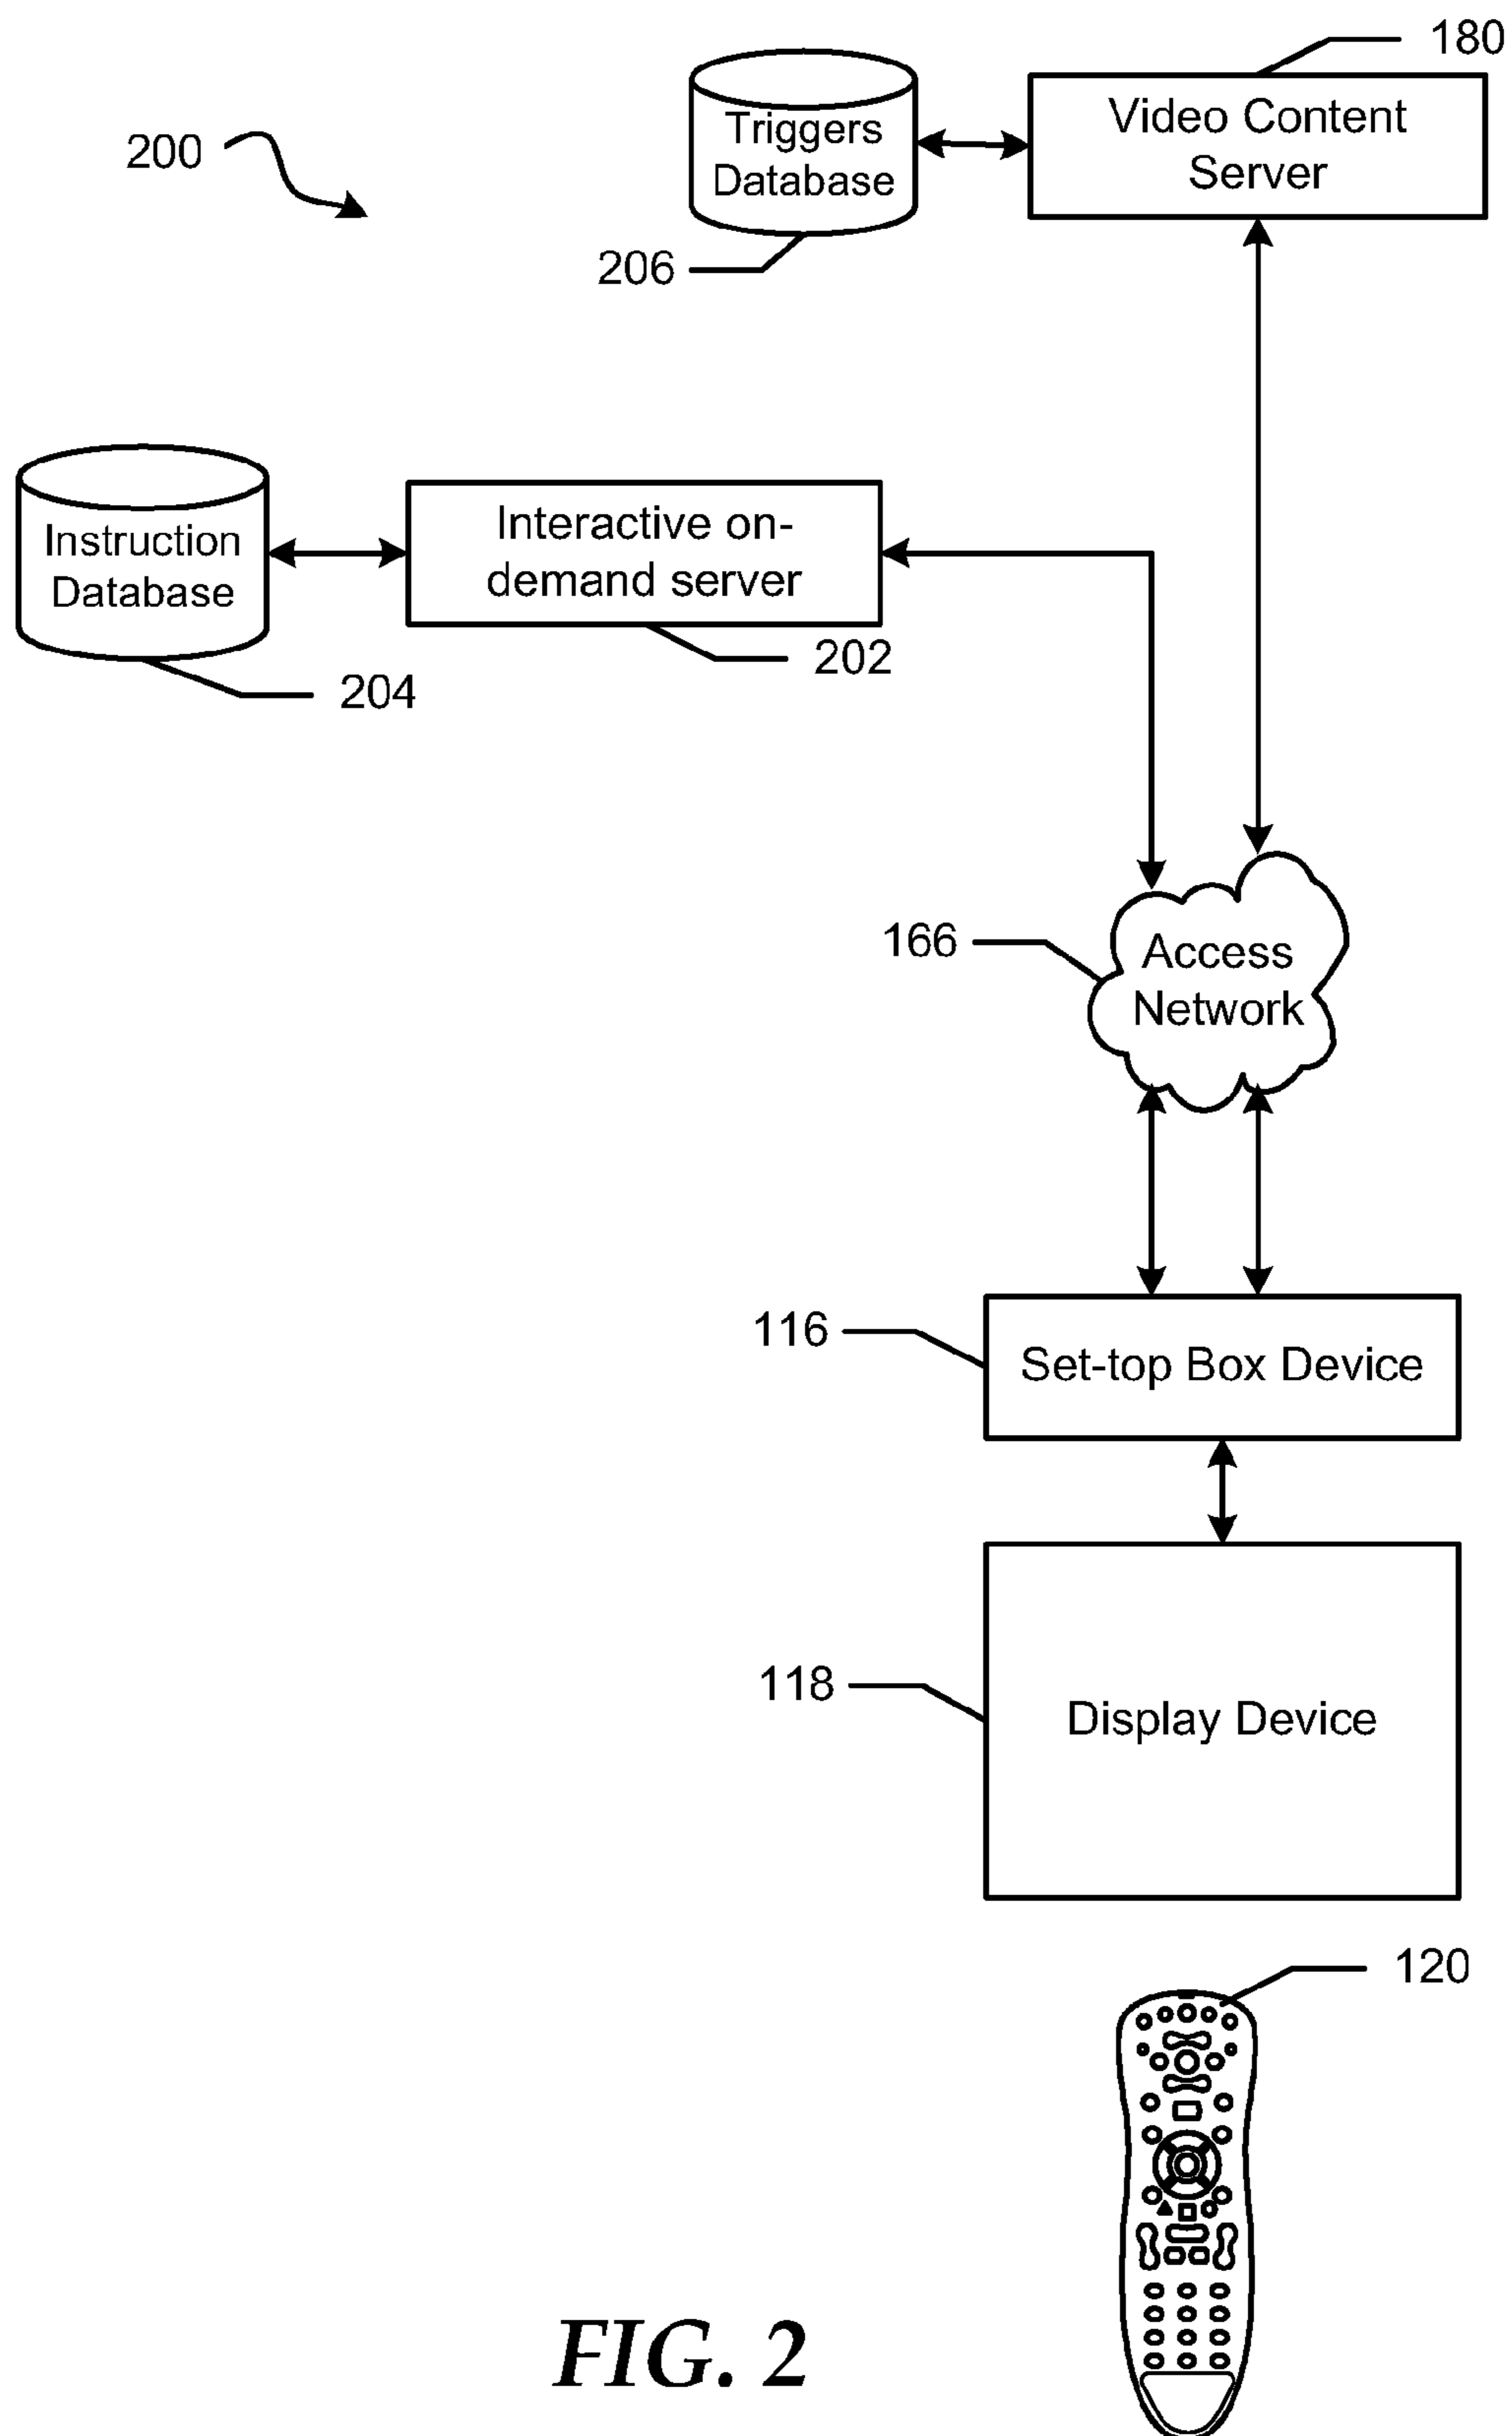 180
Video Content
Server
Triggers
Database
200
206
Instruction
Database
Interactive on-
demand server
202
204
166
Access
Network
116
Set-top Box Device
118
Display Device
120
FIG. 2